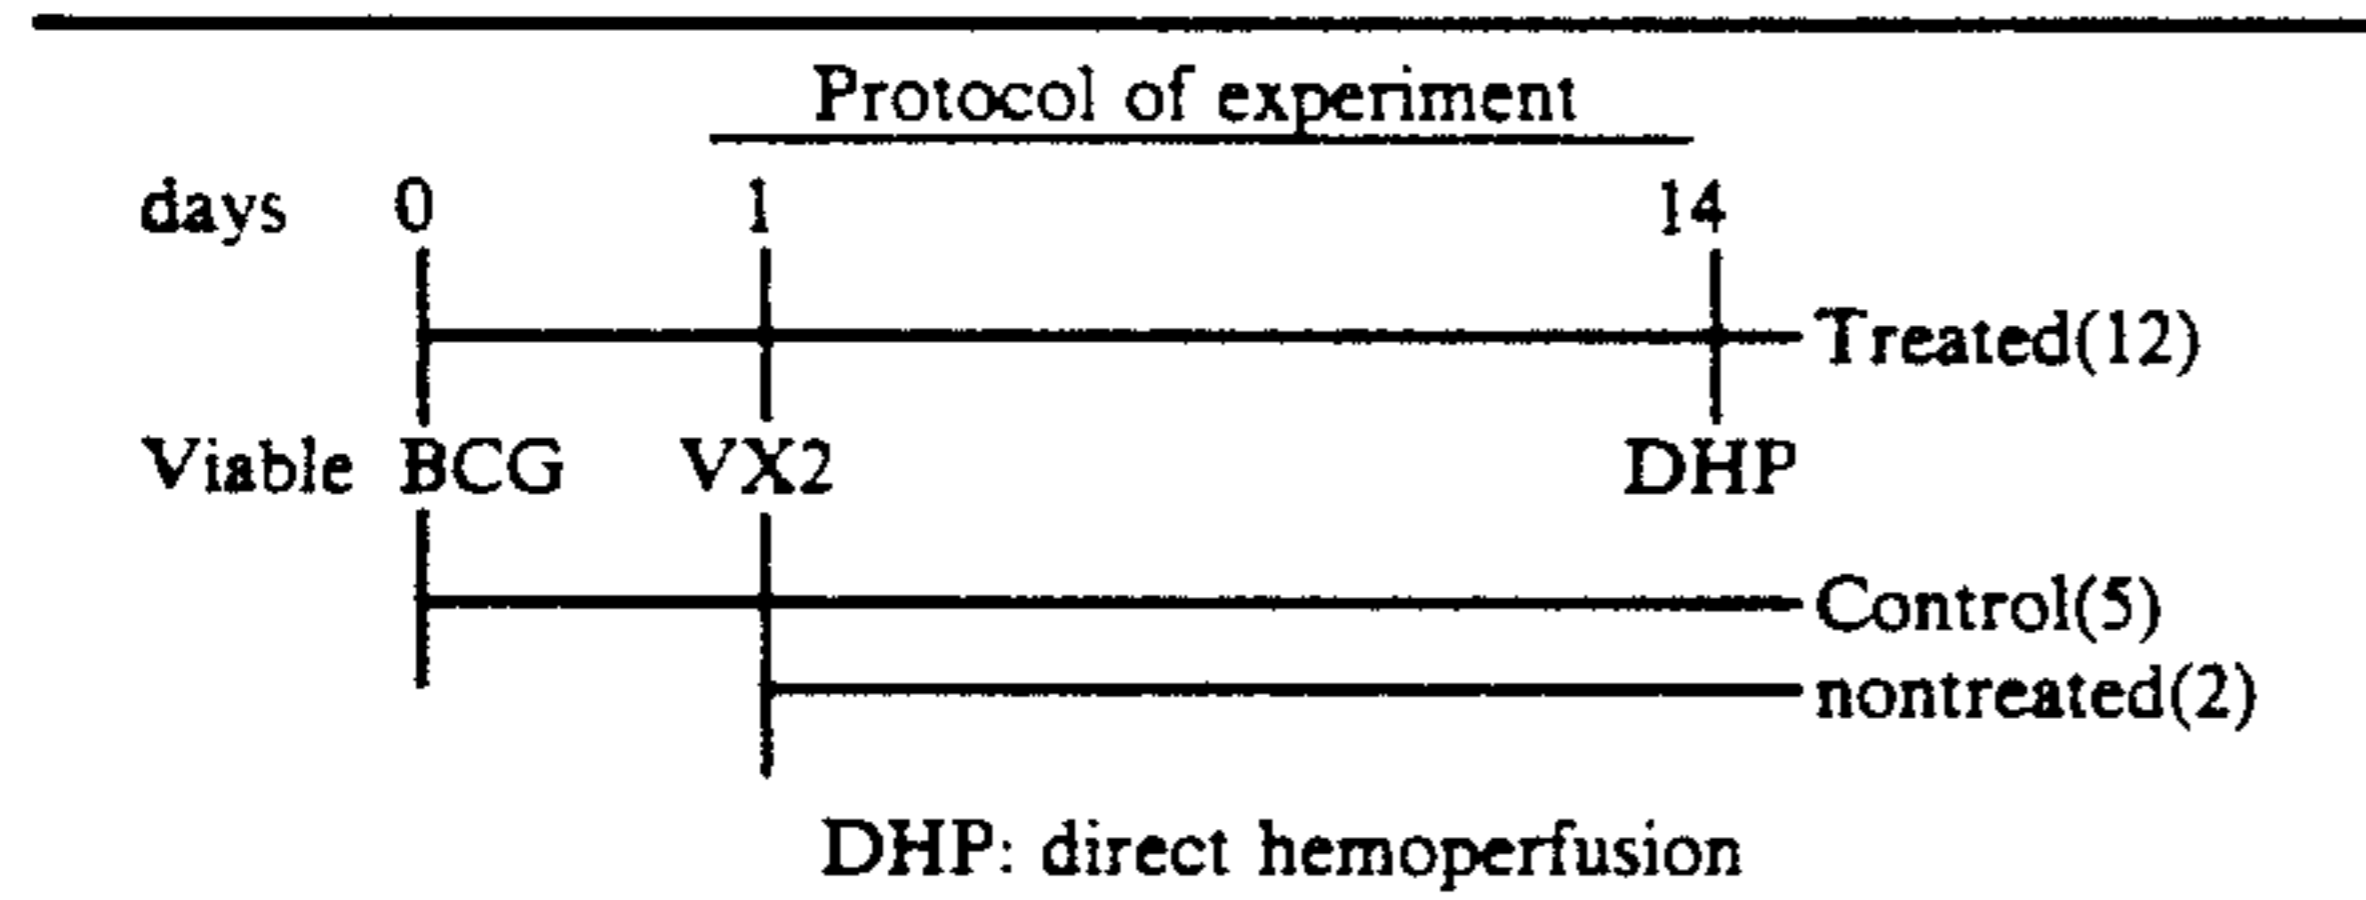 Protocol of experiment
days 0 1 14
Treated(12)
Viable BCG VX2 DHP
Control(5)
nontreated(2)
DHP: direct hemoperfusion